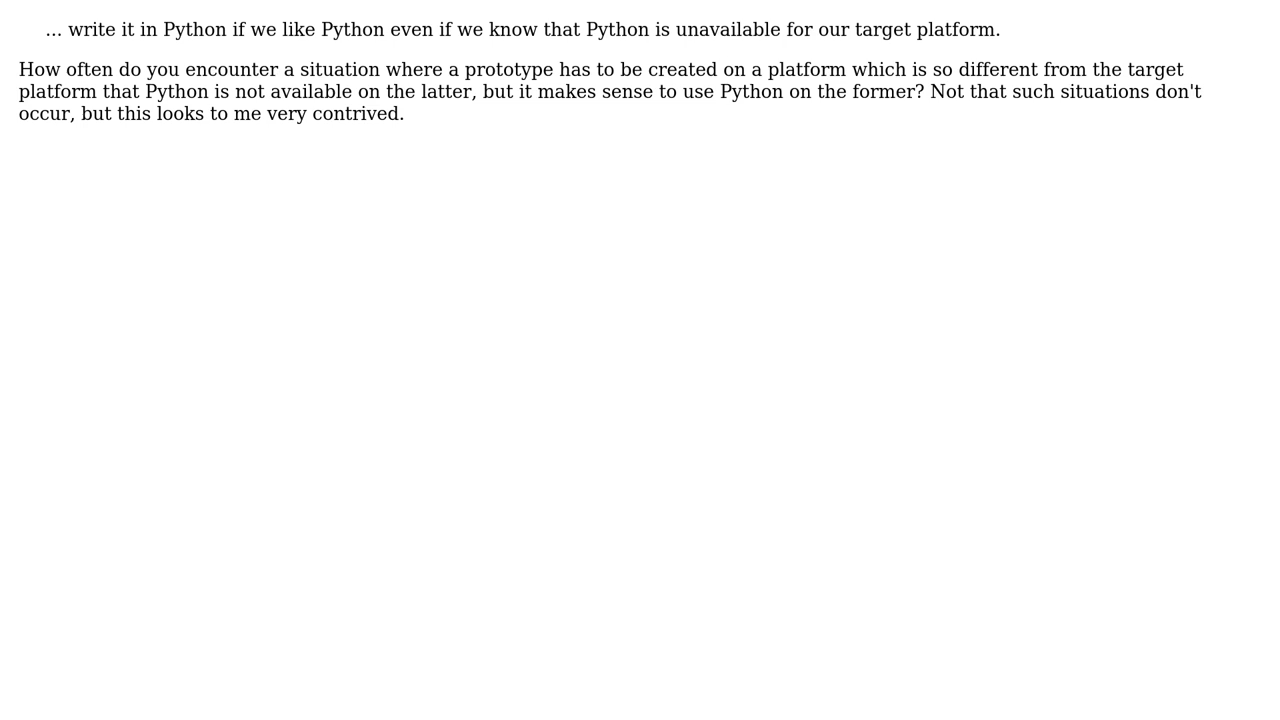 ... write it in Python if we like Python even if we know that Python is unavailable for our target platform.
How often do you encounter a situation where a prototype has to be created on a platform which is so different from the target
platform that Python is not available on the latter, but it makes sense to use Python on the former? Not that such situations don't
occur, but this looks to me very contrived.